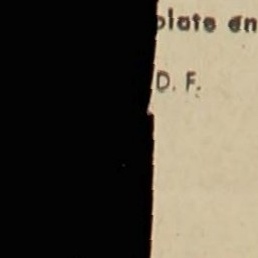 plate en
D. F.